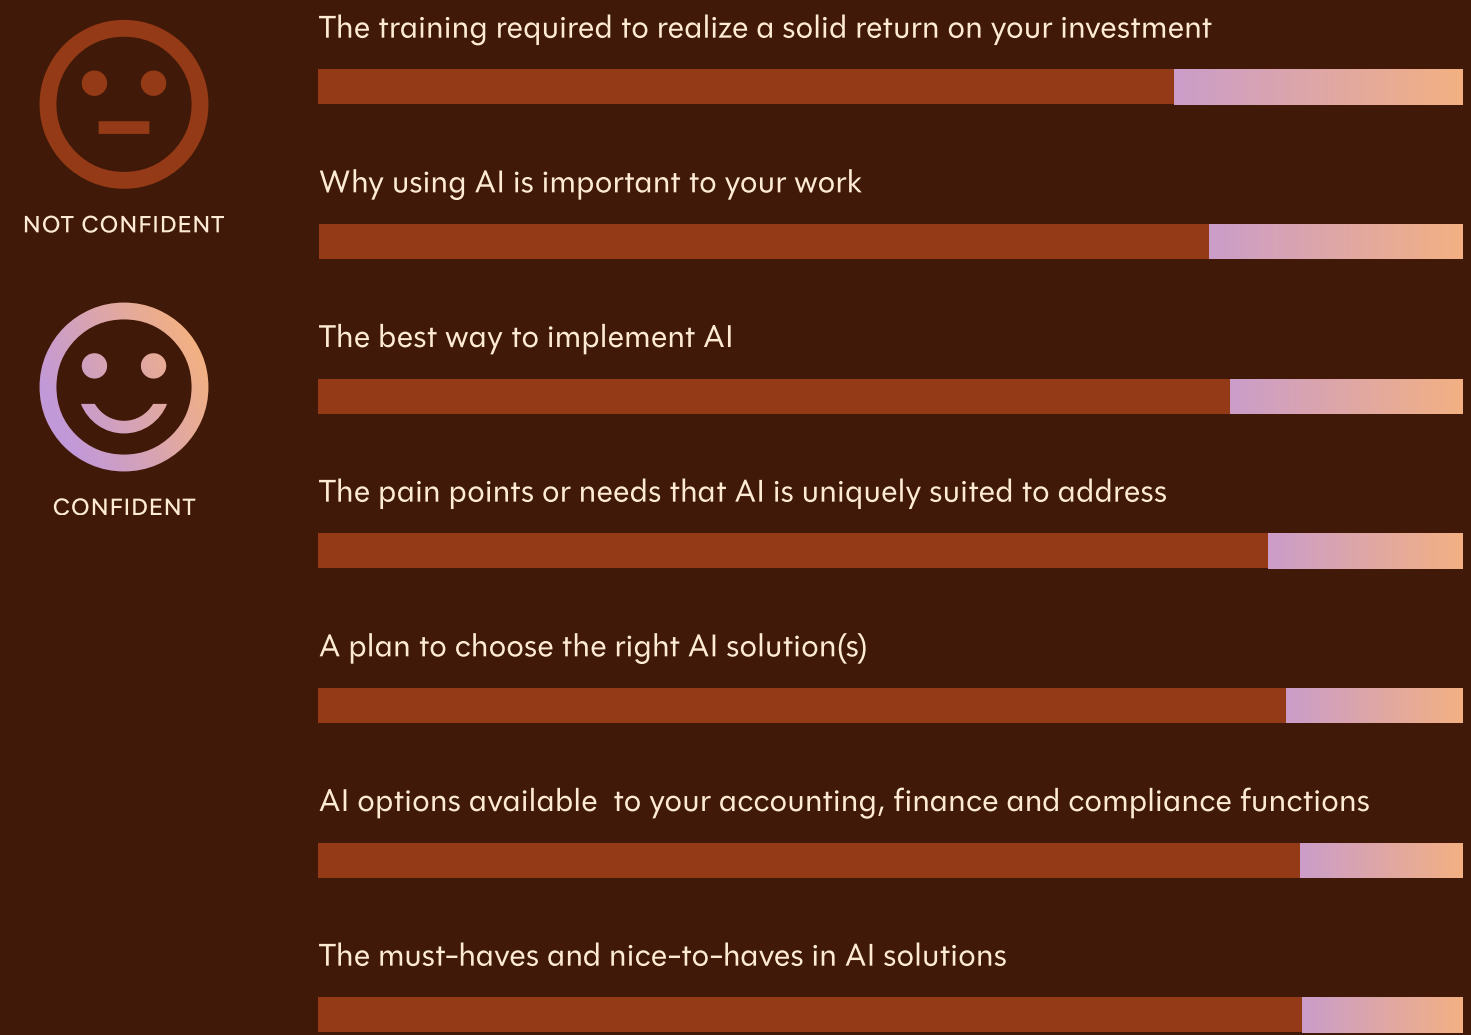 NOT CONFIDENT
CONFIDENT
The training required to realize a solid return on your investment
Why using AI is important to your work
The best way to implement AI
The pain points or needs that AI is uniquely suited to address
A plan to choose the right AI solution(s)
AI options available  to your accounting, finance and compliance functions
The must-haves and nice-to-haves in AI solutions